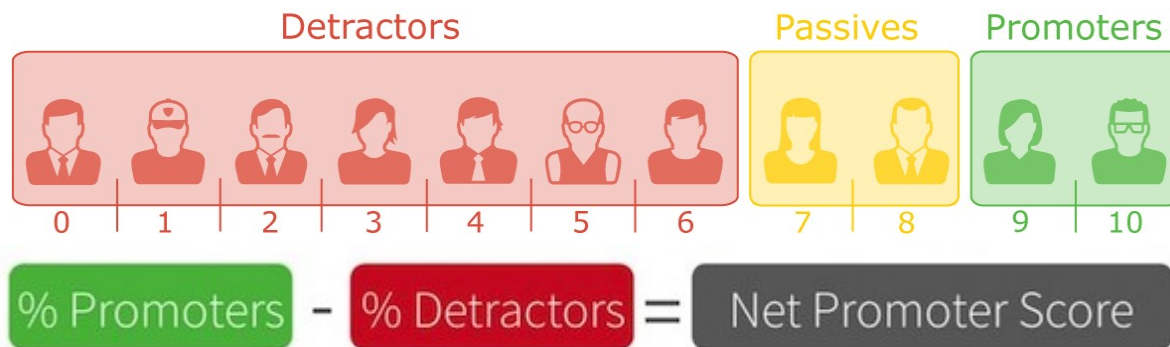 Detractors Passives Promoters
0 1 2 3 4 5 6 7 8 9 10
% Promoters - % Detractors = Net Promoter Score